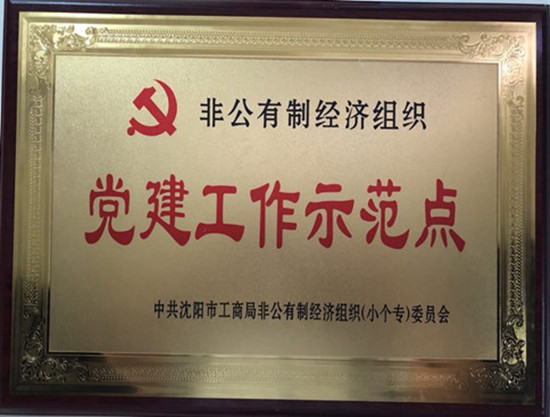 非公有制经济组织
党建工作示范点
中共沈阳市工商局非公有制经济组织(小个专)委员会